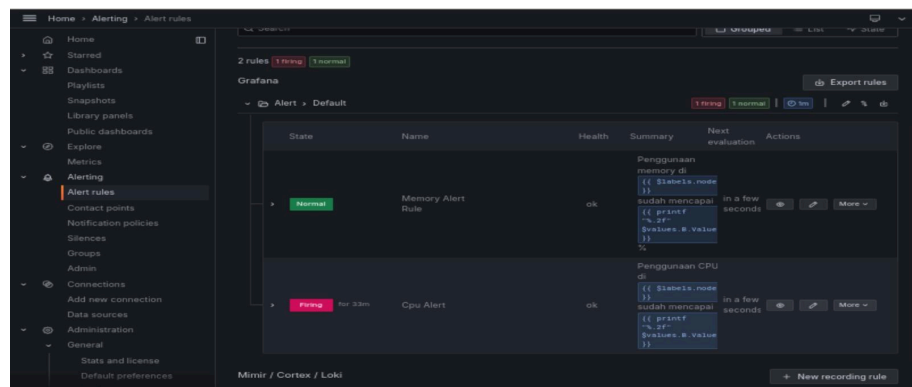 Home > Alerting > Alert rules
Home
Starred
Dashboards
Playlists
Snapshots
Library panels
Public dashboards
Explore
Metrics
Alerting
Alert rules
Contact points
Notification policies
Silences
Groups
Admin
Connections
Add new connection
Data sources
Administration
General
Stats and license
Default preferences
Search
Grouped List State
2 rules 1 firing 1 normal
Grafana
Export rules
Alert > Default
1 firing 1 normal | 1m |
State Name Health Summary Next evaluation Actions
Normal
Memory Alert
Rule
ok
Penggunaan
memory di
{{ $labels.node
}}
sudah mencapai
{{ printf
"%.2f"
$values.B.Value
}}
%
in a few
seconds
More
Firing for 33m
Cpu Alert
ok
Penggunaan CPU
di
{{ $labels.node
}}
sudah mencapai
{{ printf
"%.2f"
$values.B.Value
}}
in a few
seconds
More
Mimir / Cortex / Loki
+ New recording rule